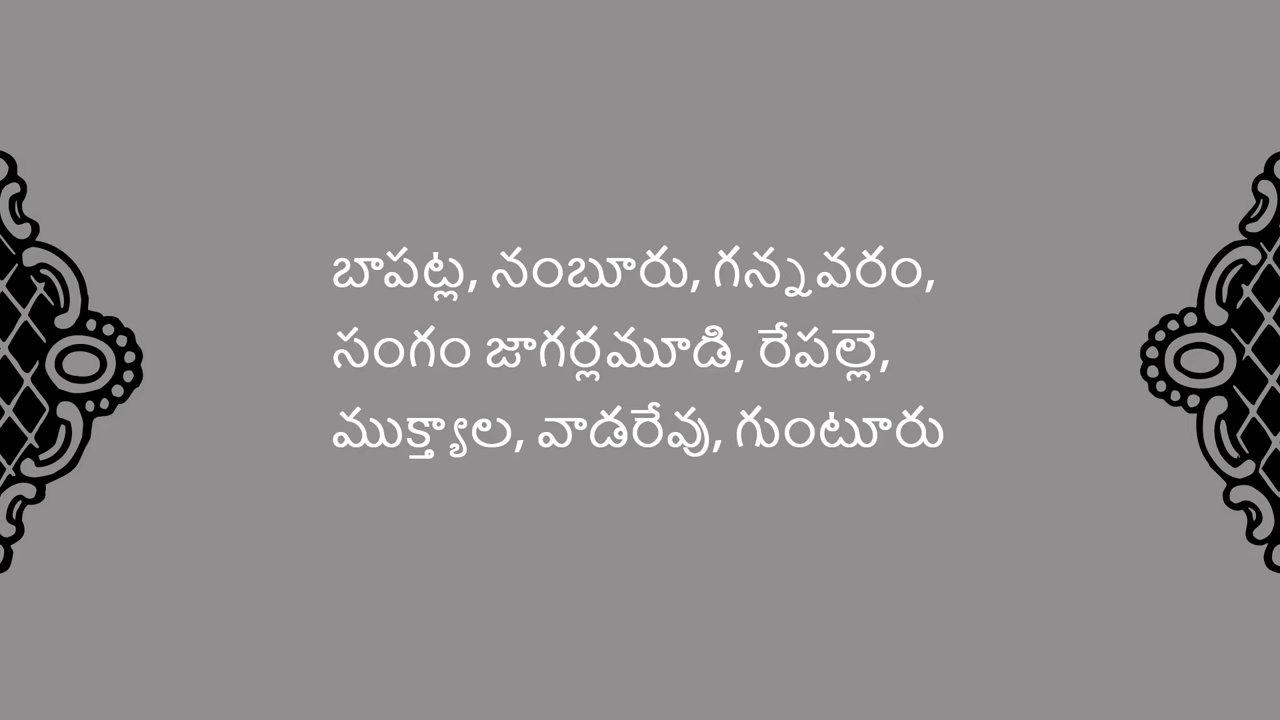 బాపట్ల, నంబూరు, గన్నవరం,
సంగం జాగర్లమూడి, రేపల్లె,
ముక్త్యాల, వాడరేవు, గుంటూరు